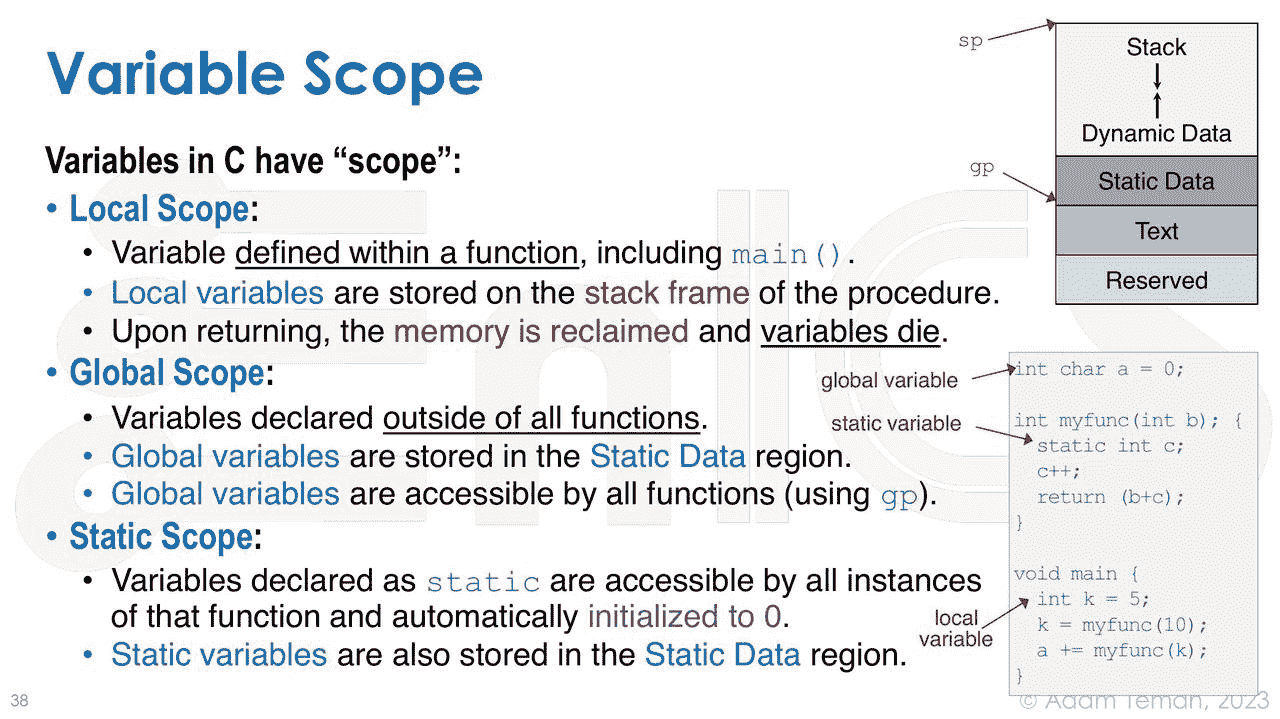 Variable Scope
Variables in C have “scope”:
• Local Scope:
• Variable defined within a function, including main().
• Local variables are stored on the stack frame of the procedure.
• Upon returning, the memory is reclaimed and variables die.
• Global Scope:
• Variables declared outside of all functions.
• Global variables are stored in the Static Data region.
• Global variables are accessible by all functions (using gp).
• Static Scope:
• Variables declared as static are accessible by all instances
of that function and automatically initialized to 0.
• Static variables are also stored in the Static Data region.
sp
Stack
Dynamic Data
gp
Static Data
Text
Reserved
global variable
static variable
local
variable
int char a = 0;
int myfunc(int b); {
static int c;
c++;
return (b+c);
}
void main {
int k = 5;
k = myfunc(10);
a += myfunc(k);
}
38
© Adam Teman, 2023
EnICS